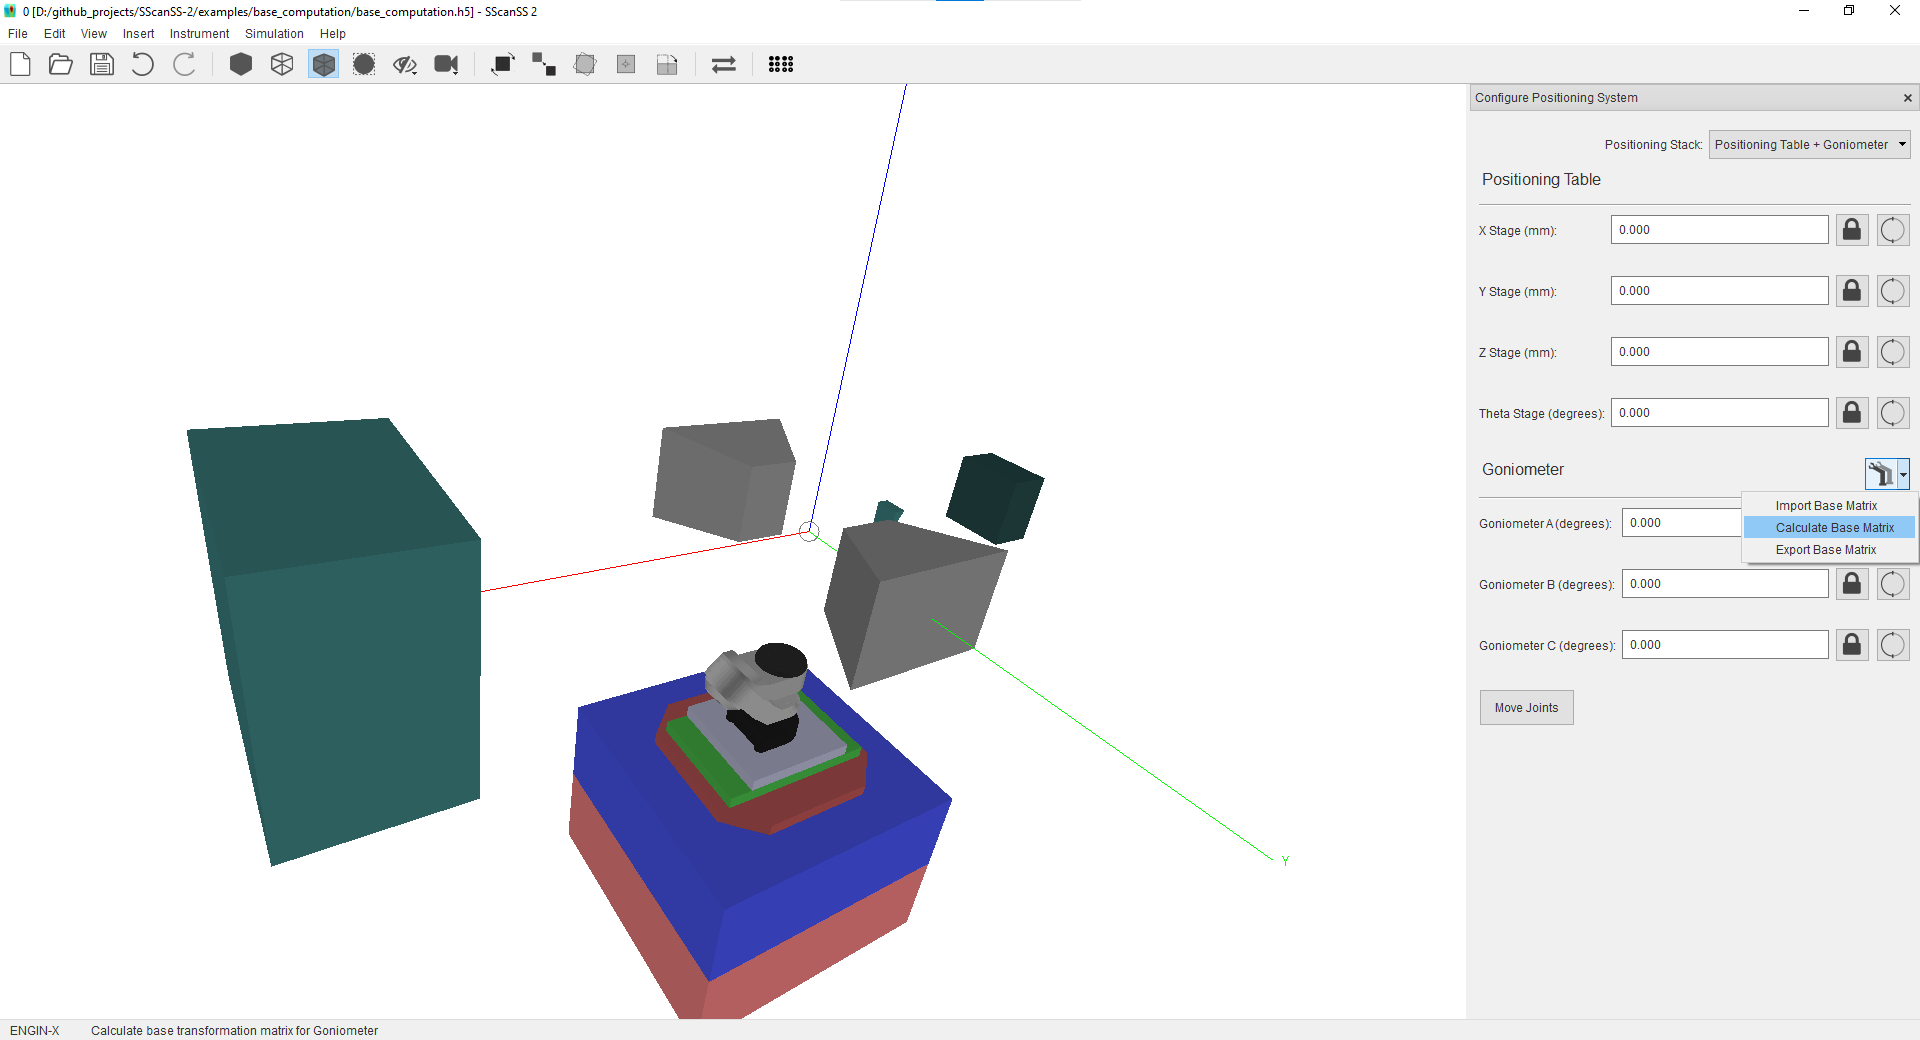 0 [D:/github_projects/SScanSS-2/examples/base_computation/base_computation.h5] - SScanSS 2
File Edit View Insert Instrument Simulation Help
Configure Positioning System
Positioning Stack: Positioning Table + Goniometer
Positioning Table
X Stage (mm): 0.000
Y Stage (mm): 0.000
Z Stage (mm): 0.000
Theta Stage (degrees): 0.000
Goniometer
Import Base Matrix
Goniometer A (degrees): 0.000
Calculate Base Matrix
Export Base Matrix
Goniometer B (degrees): 0.000
Goniometer C (degrees): 0.000
Move Joints
Y
ENGIN-X Calculate base transformation matrix for Goniometer